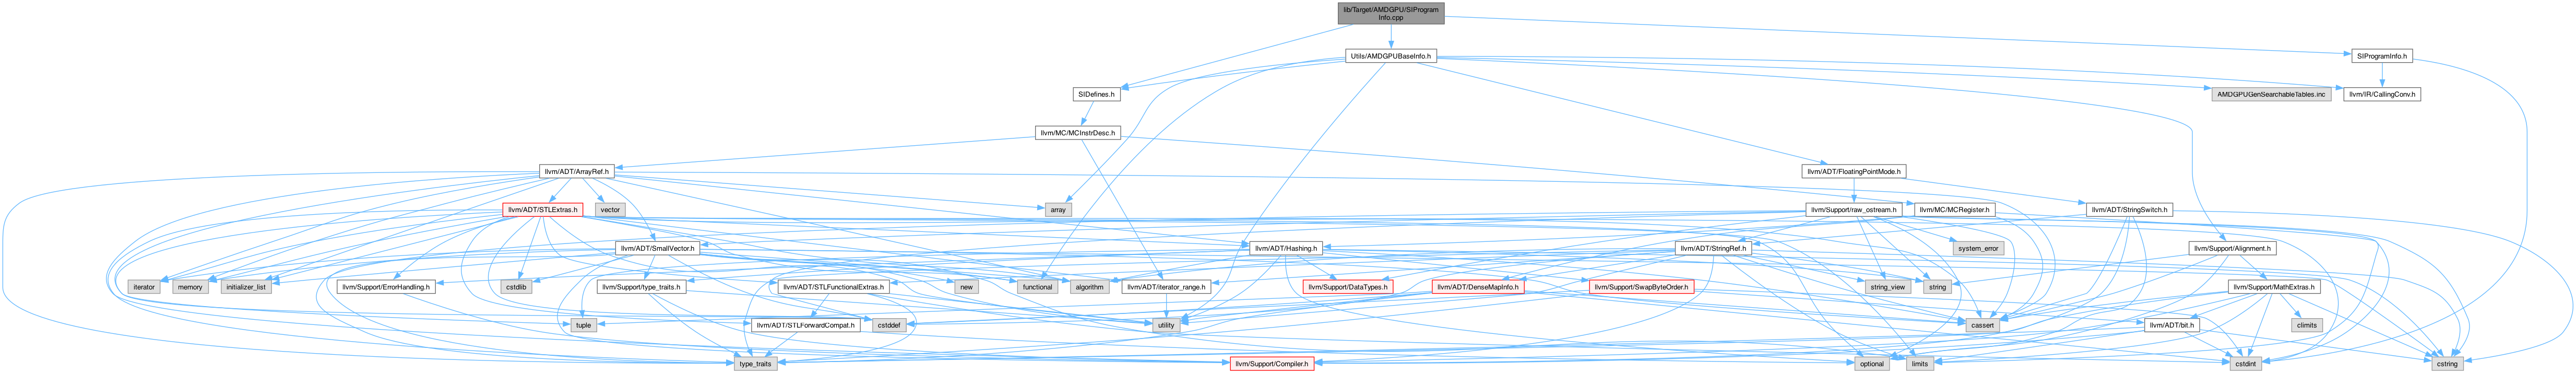 lib/Target/AMDGPU/SIProgram
Info.cpp
Utils/AMDGPUBaseInfo.h
SIProgramInfo.h
SIDefines.h
AMDGPUGenSearchableTables.inc
llvm/IR/CallingConv.h
llvm/MC/MCInstrDesc.h
llvm/ADT/ArrayRef.h
llvm/ADT/FloatingPointMode.h
llvm/ADT/STLExtras.h
vector
array
llvm/Support/raw_ostream.h
llvm/MC/MCRegister.h
llvm/ADT/StringSwitch.h
llvm/ADT/SmallVector.h
llvm/ADT/Hashing.h
llvm/ADT/StringRef.h
system_error
llvm/Support/Alignment.h
iterator
memory
initializer_list
llvm/Support/ErrorHandling.h
cstdlib
llvm/Support/type_traits.h
llvm/ADT/STLFunctionalExtras.h
new
functional
algorithm
llvm/ADT/iterator_range.h
llvm/Support/DataTypes.h
llvm/ADT/DenseMapInfo.h
llvm/Support/SwapByteOrder.h
string_view
string
llvm/Support/MathExtras.h
tuple
llvm/ADT/STLForwardCompat.h
cstddef
utility
cassert
llvm/ADT/bit.h
climits
type_traits
llvm/Support/Compiler.h
optional
limits
cstdint
cstring